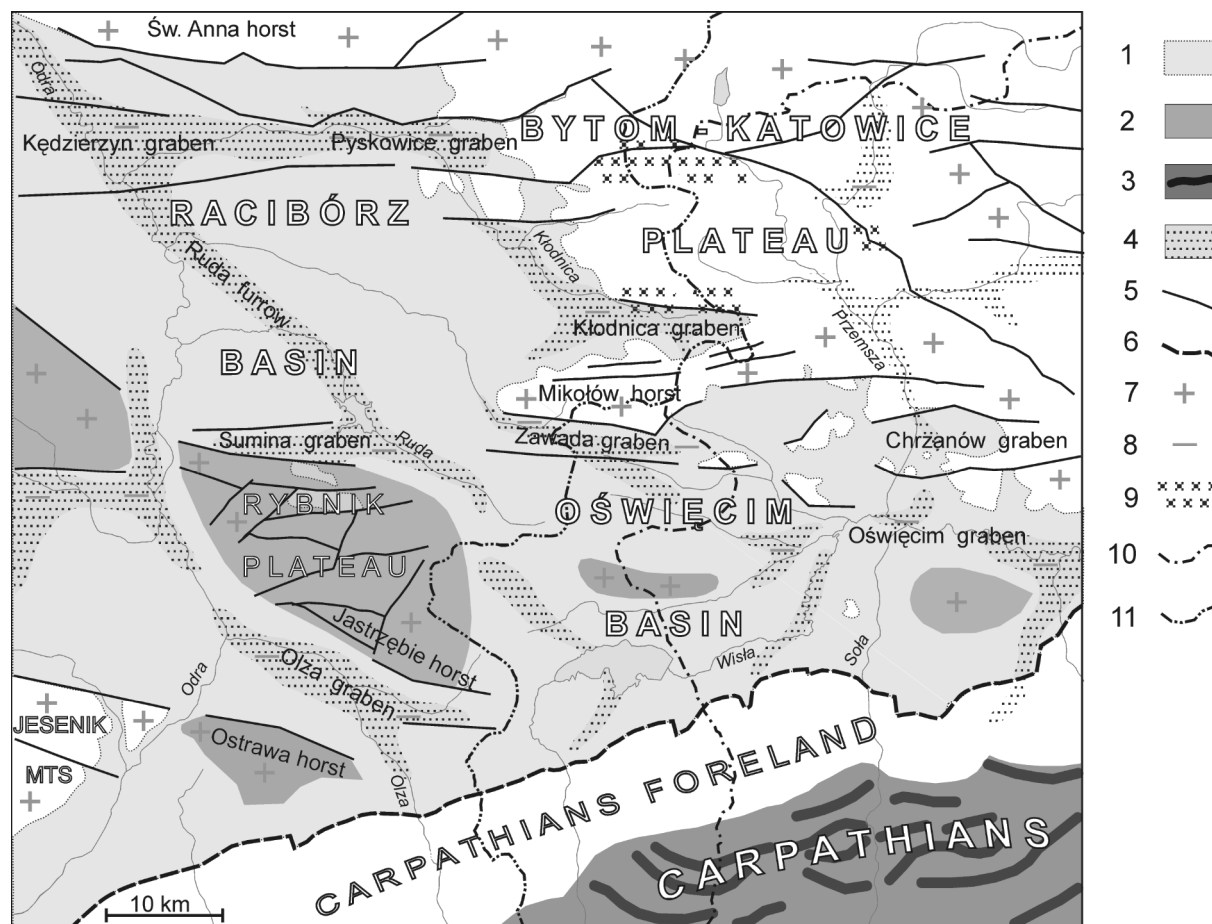 Św. Anna horst
Odra
BYTOM - KATOWICE
Kędzierzyn graben
Pyskowice graben
RACIBÓRZ
PLATEAU
Kłodnica
Ruda furrow
Kłodnica graben
Przemsza
BASIN
Mikołów horst
Sumina graben
Ruda
Zawada graben
Chrzanów graben
RYBNIK
OŚWIĘCIM
Oświęcim graben
PLATEAU
Jastrzębie horst
BASIN
Wisła
Soła
Odra
Olza graben
JESENIK
MTS
Ostrawa horst
Olza
CARPATHIANS FORELAND
CARPATHIANS
10 km
1
2
3
4
5
6
7
8
9
10
11